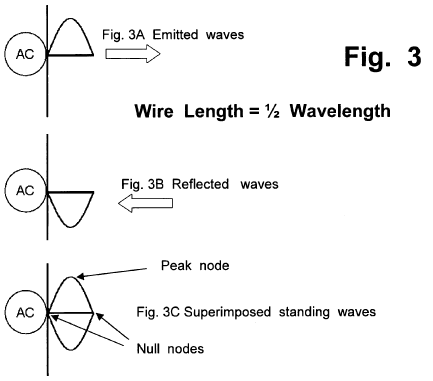 AC
Fig. 3A Emitted waves
Fig. 3
Wire Length = ½ Wavelength
AC
Fig. 3B Reflected waves
Peak node
AC
Fig. 3C Superimposed standing waves
Null nodes